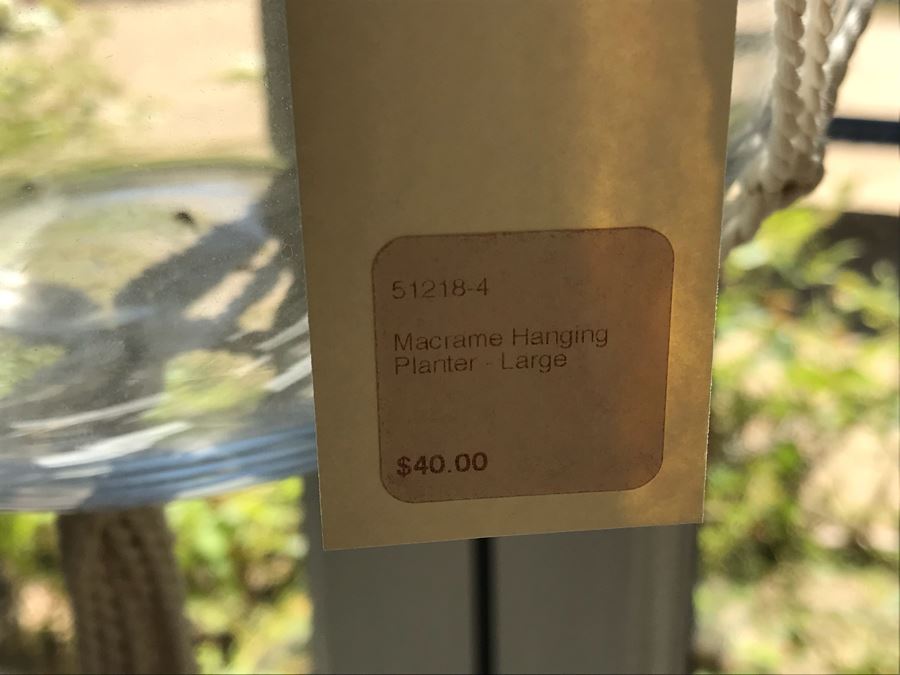 51218-4
Macrame Hanging
Planter - Large
$40.00